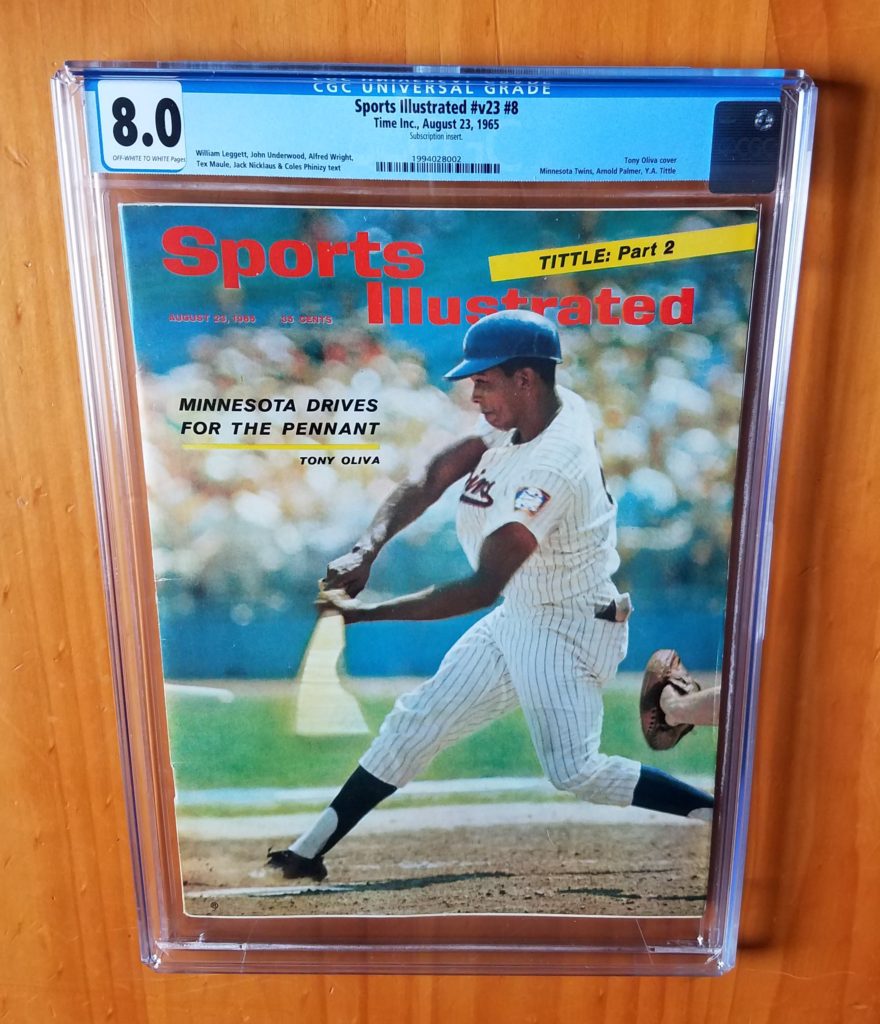 CGC UNIVERSAL GRADE
8.0
OFF-WHITE TO WHITE Pages
Sports Illustrated #v23 #8
Time Inc., August 23, 1965
Subscription insert.
William Leggett, John Underwood, Alfred Wright,
Tex Maule, Jack Nicklaus & Coles Phinizy text
1994028002
Tony Oliva cover
Minnesota Twins, Arnold Palmer, Y.A. Tittle
CGC
Sports
Illustrated
TITTLE: Part 2
AUGUST 23, 1965 35 CENTS
MINNESOTA DRIVES
FOR THE PENNANT
TONY OLIVA
®